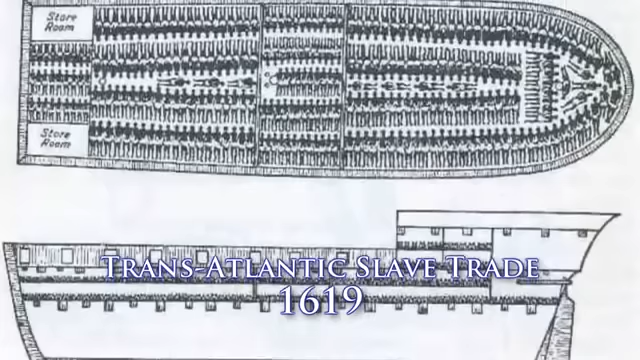 Store
Room
Store
Room
TRANS-ATLANTIC SLAVE TRADE
1619